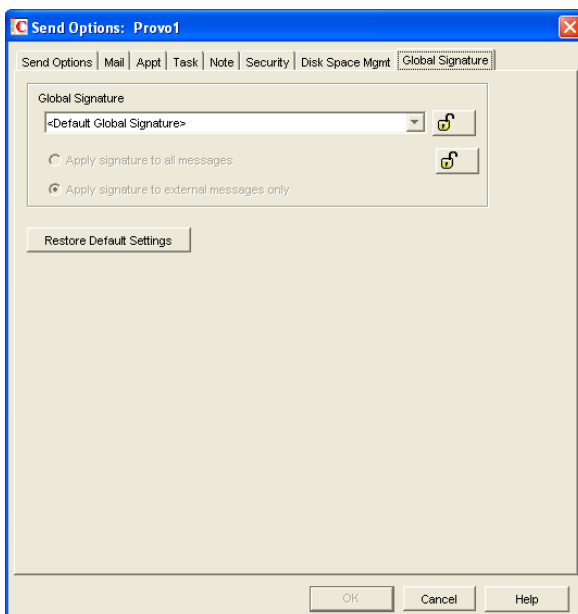 Send Options: Provo1
Send Options Mail Appt Task Note Security Disk Space Mgmt Global Signature
Global Signature
<Default Global Signature>
Apply signature to all messages
Apply signature to external messages only
Restore Default Settings
OK Cancel Help